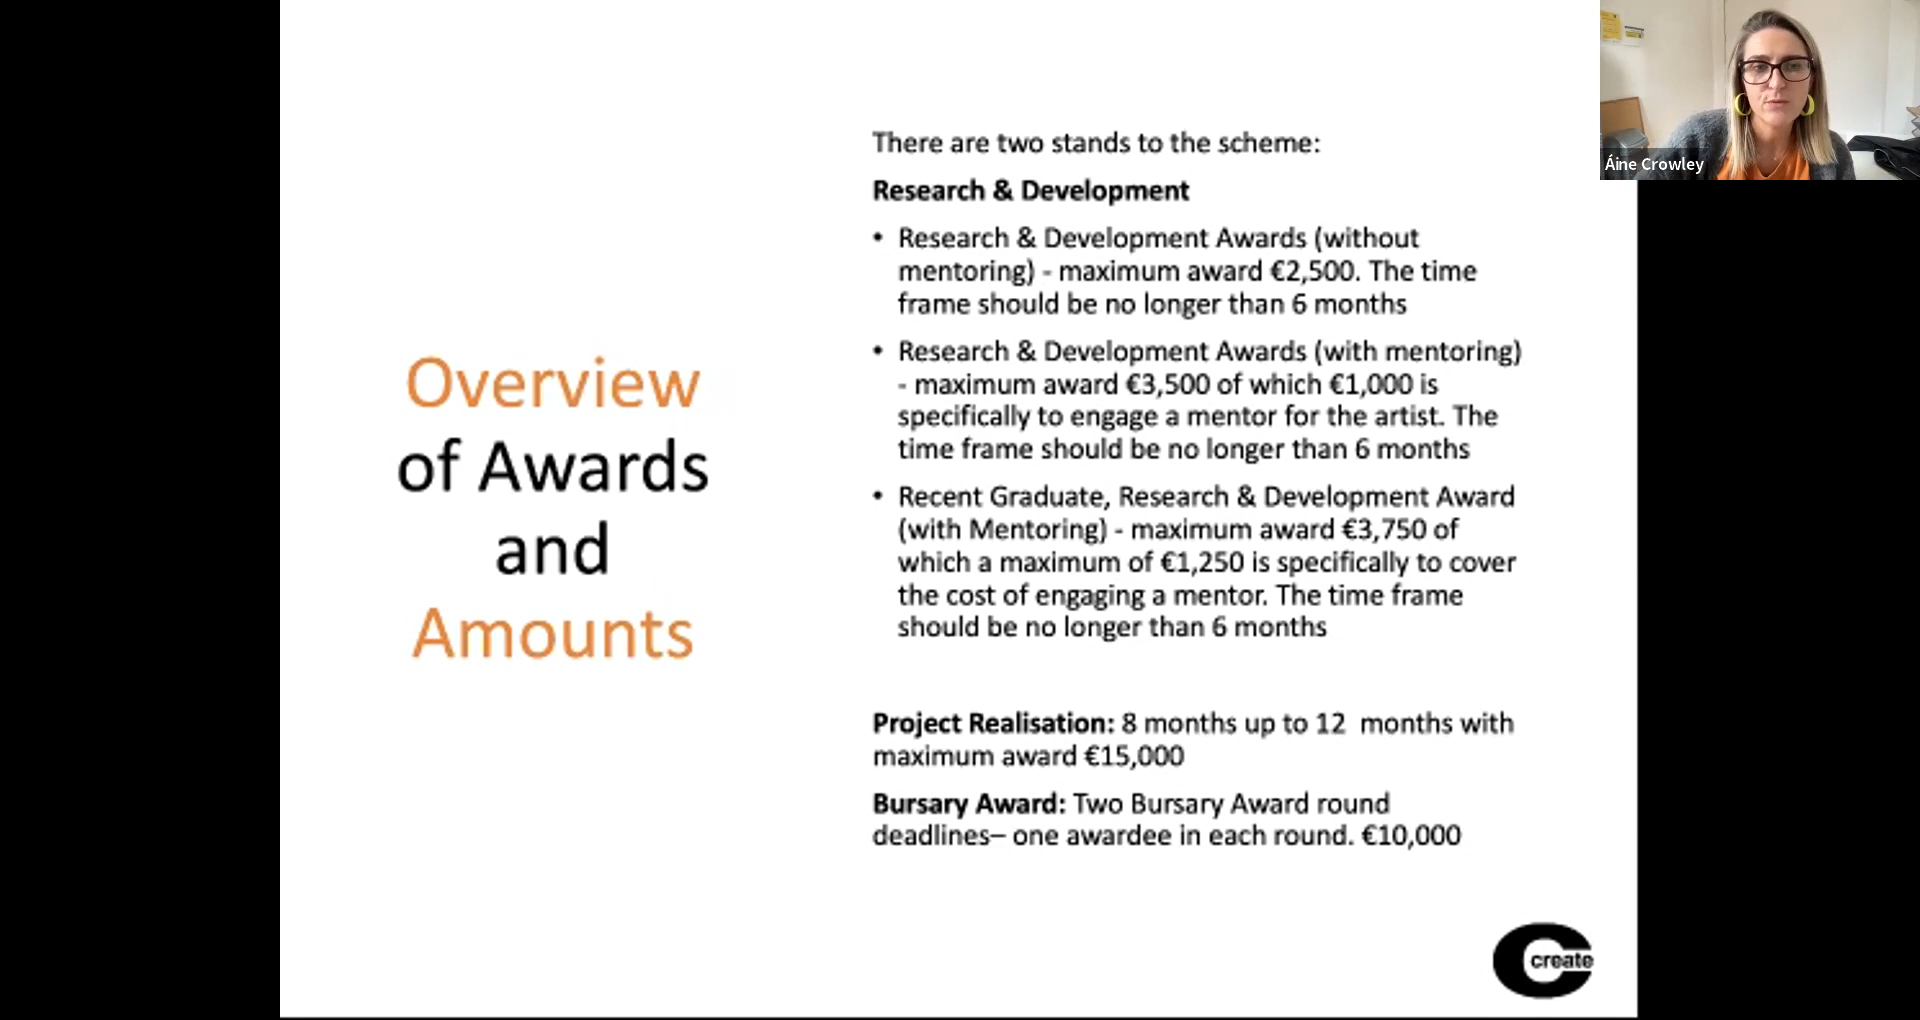 Overview
of Awards
and
Amounts
There are two stands to the scheme:
Research & Development
• Research & Development Awards (without
mentoring) - maximum award €2,500. The time
frame should be no longer than 6 months
• Research & Development Awards (with mentoring)
- maximum award €3,500 of which €1,000 is
specifically to engage a mentor for the artist. The
time frame should be no longer than 6 months
• Recent Graduate, Research & Development Award
(with Mentoring) - maximum award €3,750 of
which a maximum of €1,250 is specifically to cover
the cost of engaging a mentor. The time frame
should be no longer than 6 months
Project Realisation: 8 months up to 12  months with
maximum award €15,000
Bursary Award: Two Bursary Award round
deadlines– one awardee in each round. €10,000
create
Áine Crowley